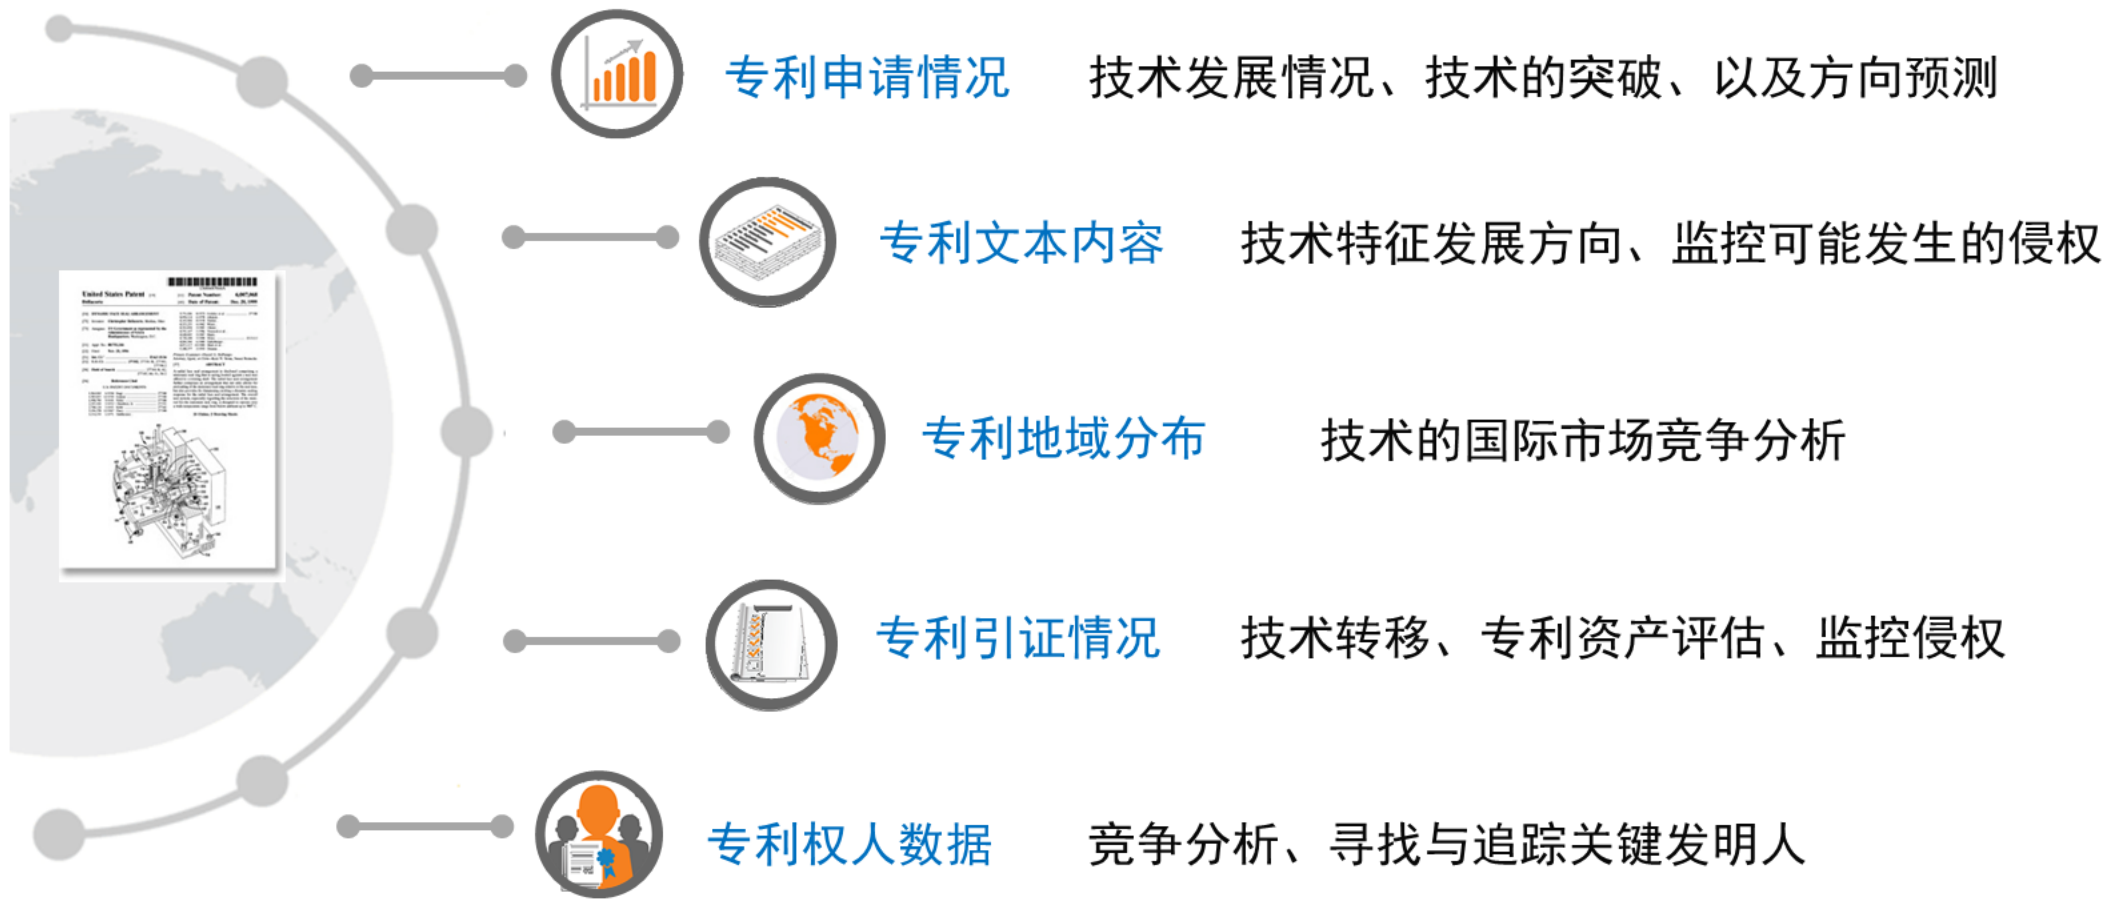 专利申请情况 技术发展情况、技术的突破、以及方向预测
专利文本内容 技术特征发展方向、监控可能发生的侵权
United States Patent
专利地域分布 技术的国际市场竞争分析
专利引证情况 技术转移、专利资产评估、监控侵权
专利权人数据 竞争分析、寻找与追踪关键发明人